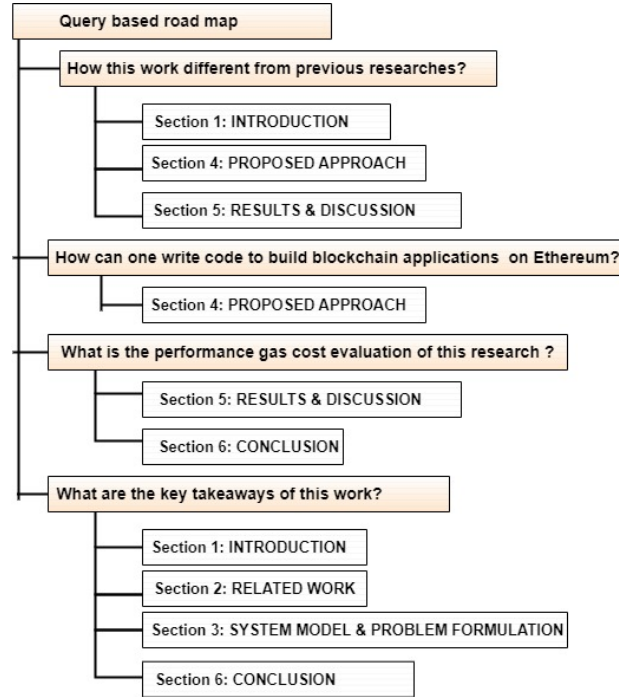 Query based road map
How this work different from previous researches?
Section 1: INTRODUCTION
Section 4: PROPOSED APPROACH
Section 5: RESULTS & DISCUSSION
How can one write code to build blockchain applications on Ethereum?
Section 4: PROPOSED APPROACH
What is the performance gas cost evaluation of this research ?
Section 5: RESULTS & DISCUSSION
Section 6: CONCLUSION
What are the key takeaways of this work?
Section 1: INTRODUCTION
Section 2: RELATED WORK
Section 3: SYSTEM MODEL & PROBLEM FORMULATION
Section 6: CONCLUSION